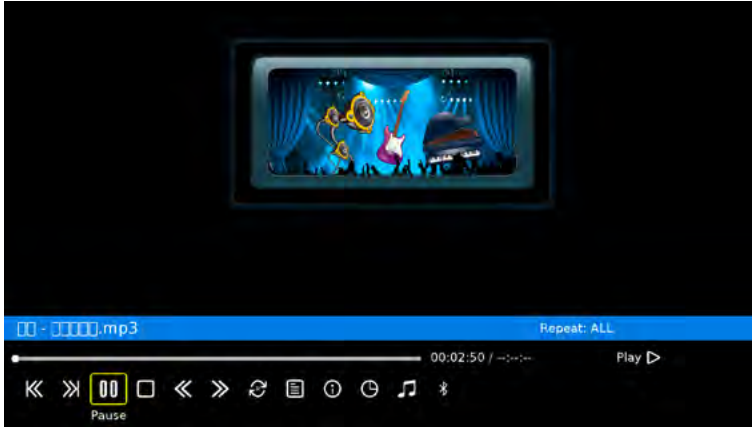 □□ - □□□□□.mp3
Repeat: ALL
00:02:50 / --:--:--
Play
Pause